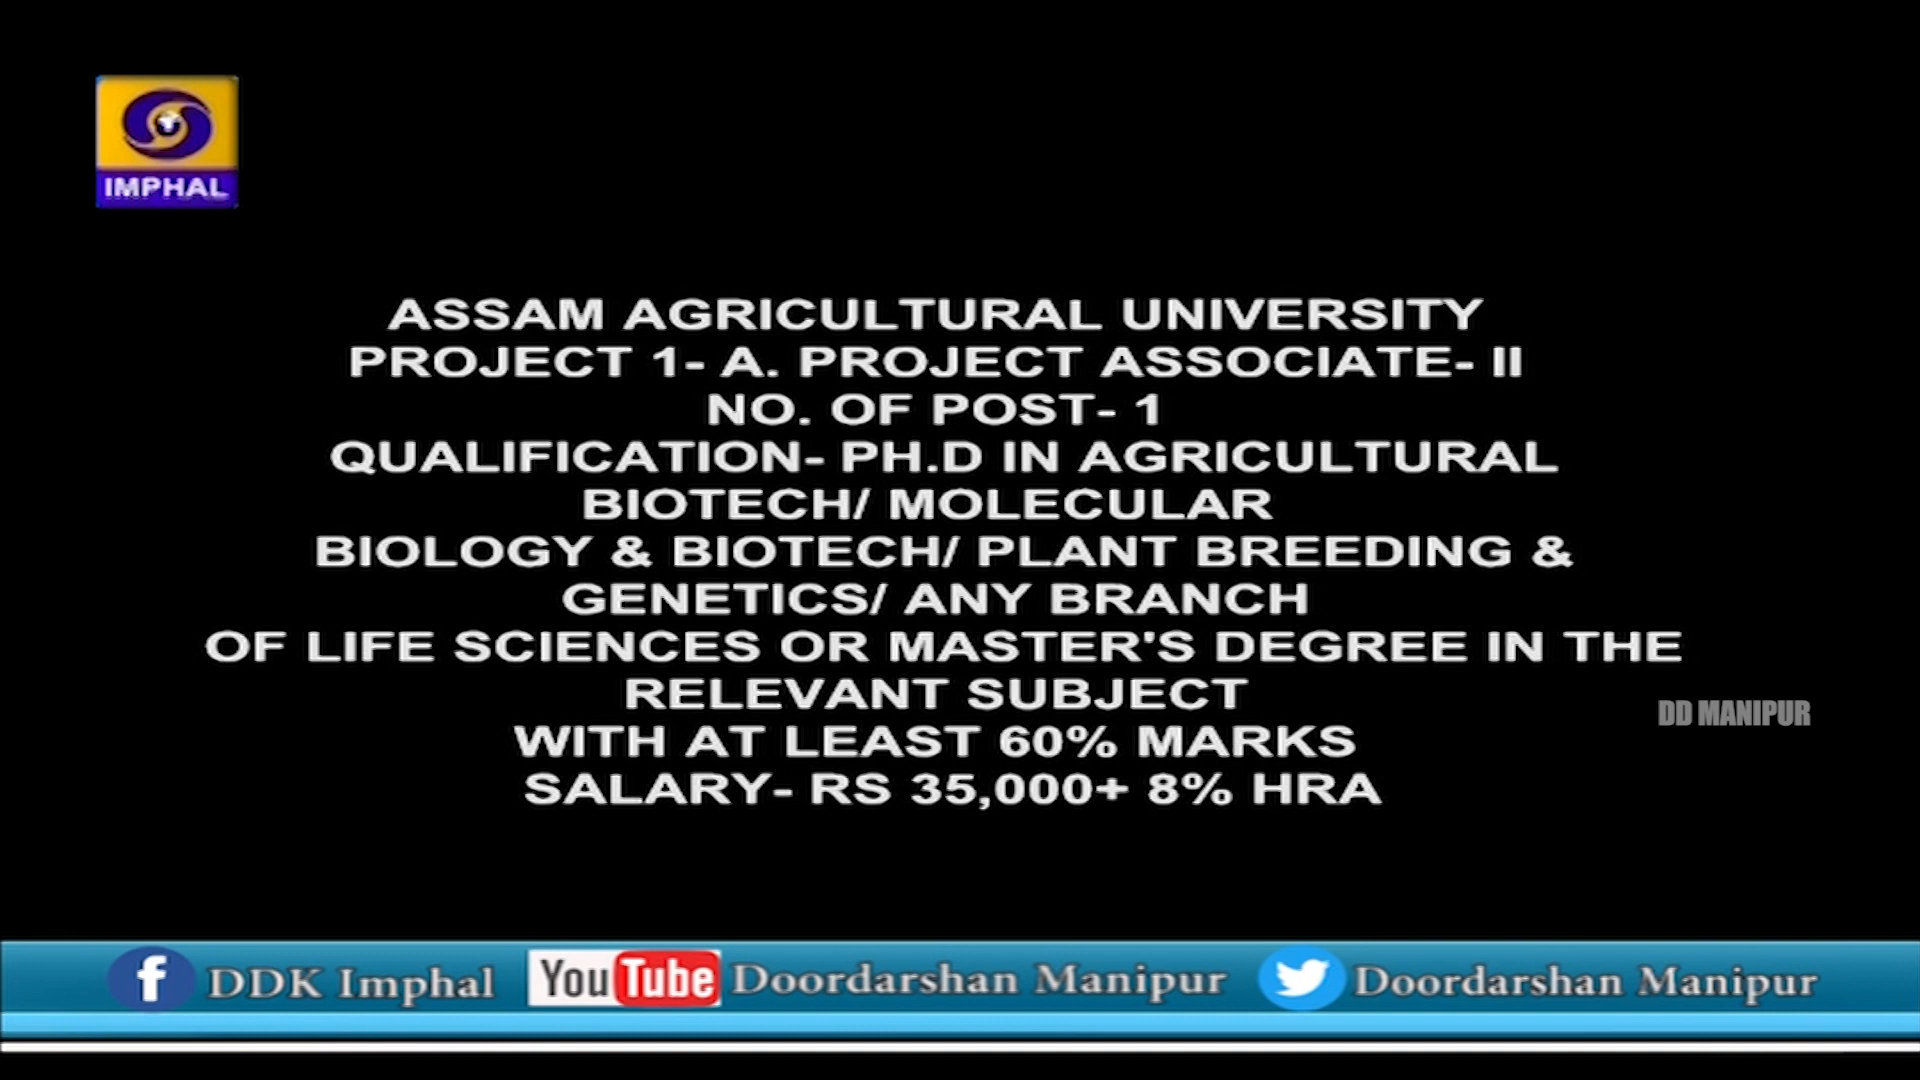 IMPHAL
ASSAM AGRICULTURAL UNIVERSITY
PROJECT 1- A. PROJECT ASSOCIATE- II
NO. OF POST- 1
QUALIFICATION- PH.D IN AGRICULTURAL
BIOTECH/ MOLECULAR
BIOLOGY & BIOTECH/ PLANT BREEDING &
GENETICS/ ANY BRANCH
OF LIFE SCIENCES OR MASTER'S DEGREE IN THE
RELEVANT SUBJECT
DD MANIPUR
WITH AT LEAST 60% MARKS
SALARY- RS 35,000+ 8% HRA
f DDK Imphal YouTube Doordarshan Manipur Doordarshan Manipur